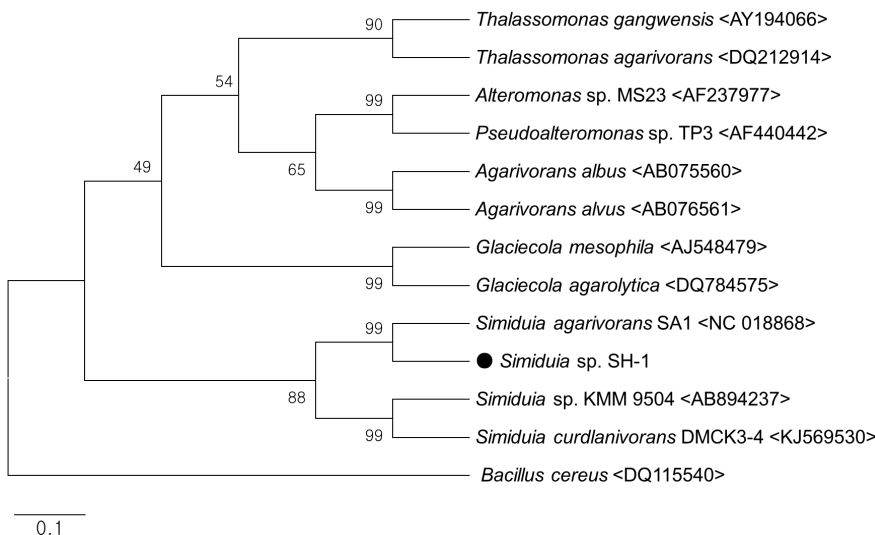 90
Thalassomonas gangwensis <AY194066>
Thalassomonas agarivorans <DQ212914>
54
99
Alteromonas sp. MS23 <AF237977>
Pseudoalteromonas sp. TP3 <AF440442>
49
65
Agarivorans albus <AB075560>
99
Agarivorans alvus <AB076561>
Glaciecola mesophila <AJ548479>
99
Glaciecola agarolytica <DQ784575>
99
Simiduia agarivorans SA1 <NC 018868>
Simiduia sp. SH-1
88
Simiduia sp. KMM 9504 <AB894237>
99
Simiduia curdlanivorans DMCK3-4 <KJ569530>
Bacillus cereus <DQ115540>
0.1